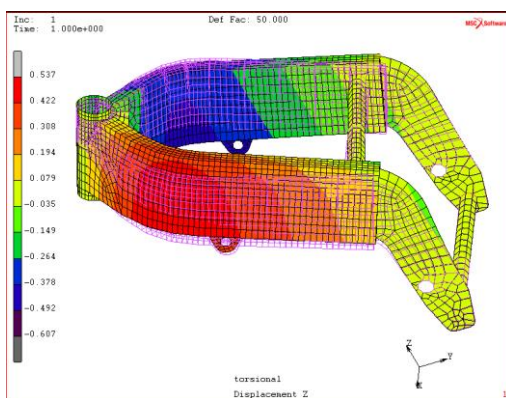 Inc: 1
Time: 1.000e+000
Def Fac: 50.000
MSC Software
0.537
0.422
0.308
0.194
0.079
-0.035
-0.149
-0.264
-0.378
-0.492
-0.607
Z
Y
X
torsional
Displacement Z
1